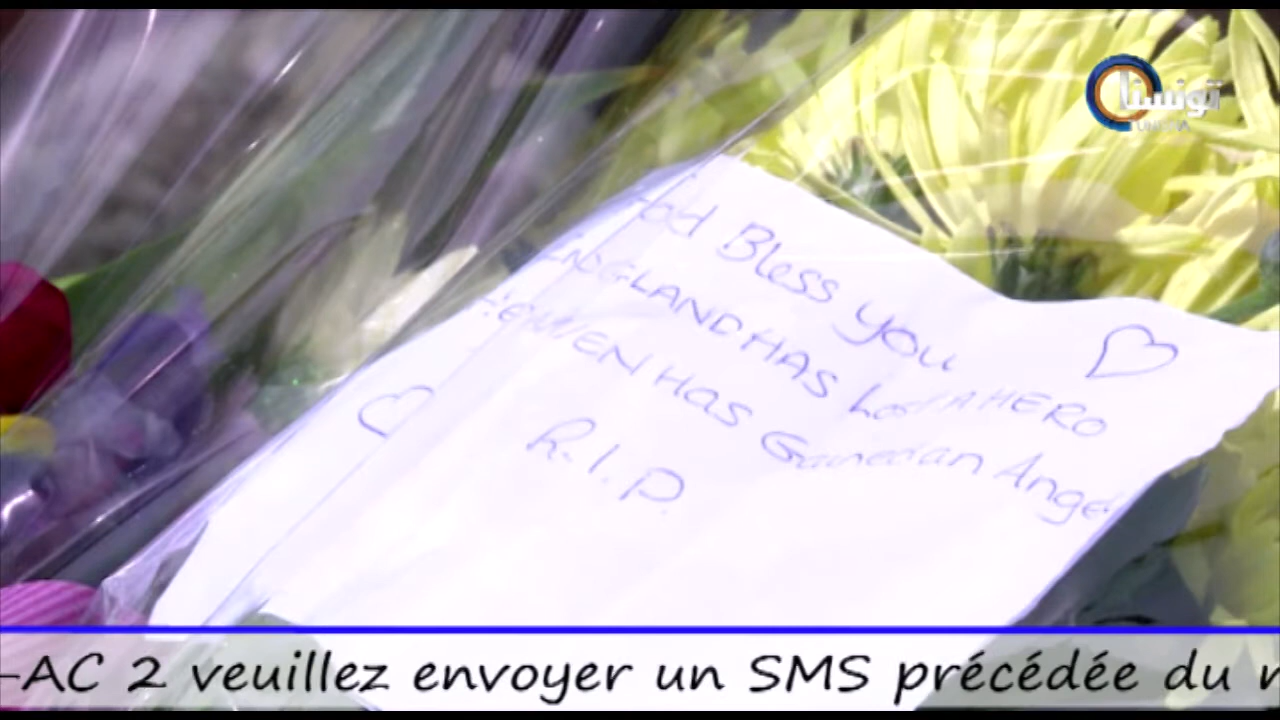 تونسنا
TUNISNA
God Bless you
ENGLAND HAS Lost A HERO
HEAVEN HAS Gained an Angel
R.I.P.
-AC 2 veuillez envoyer un SMS précédée du